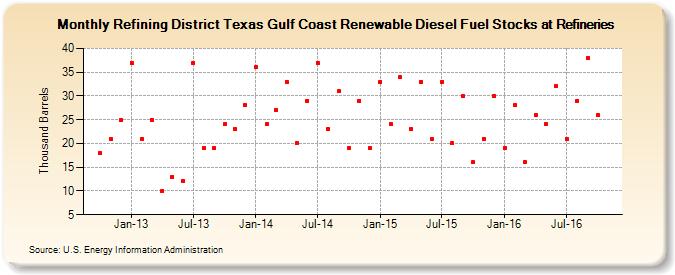 Monthly Refining District Texas Gulf Coast Renewable Diesel Fuel Stocks at Refineries
Thousand Barrels
40
35
30
25
20
15
10
5
Jan-13 Jul-13 Jan-14 Jul-14 Jan-15 Jul-15 Jan-16 Jul-16
Source: U.S. Energy Information Administration